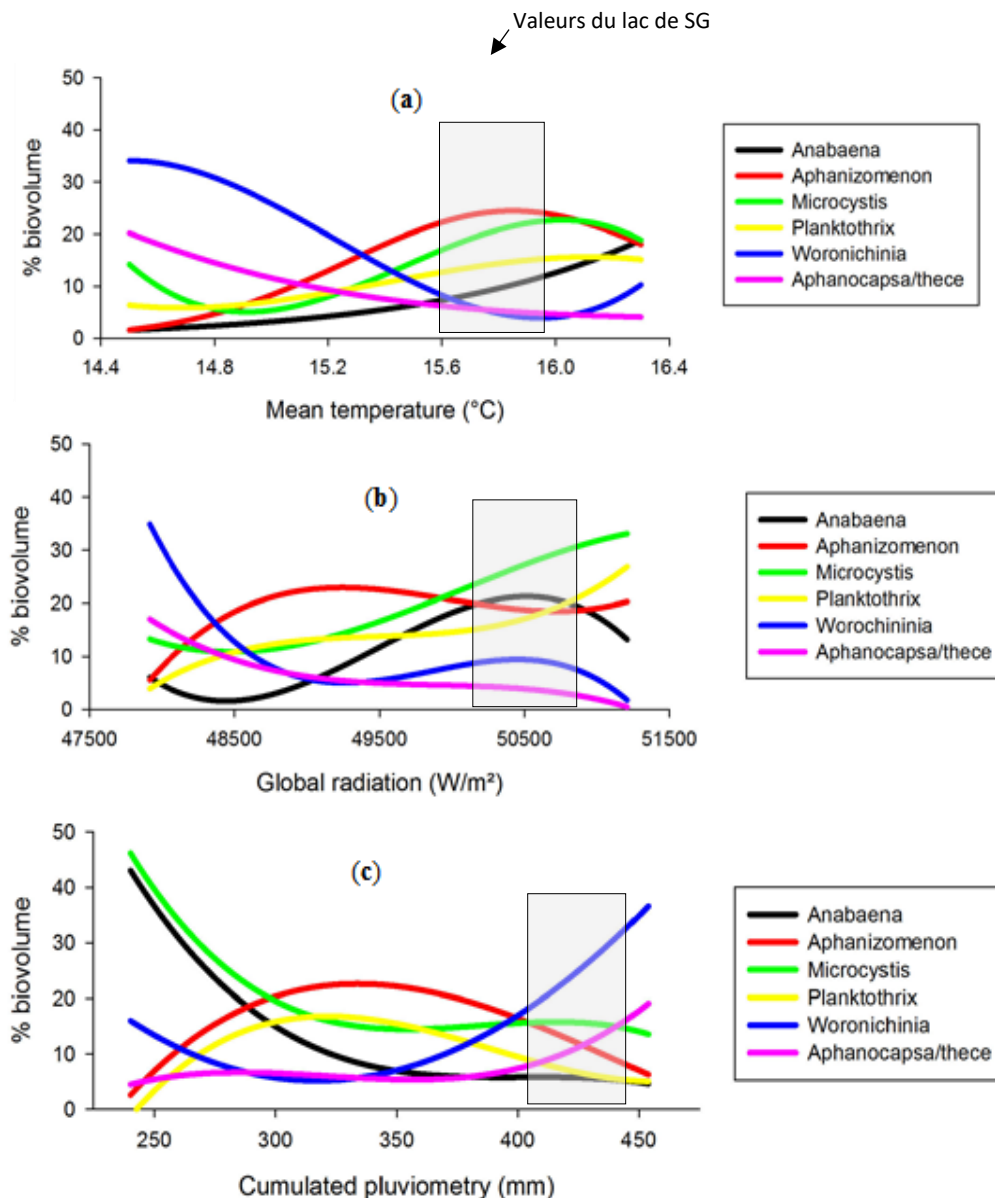 Valeurs du lac de SG
(a)
50
40
30
20
10
0
% biovolume
14.4 14.8 15.2 15.6 16.0 16.4
Mean temperature (°C)
Anabaena
Aphanizomenon
Microcystis
Planktothrix
Woronichinia
Aphanocapsa/thece
(b)
50
40
30
20
10
0
% biovolume
47500 48500 49500 50500 51500
Global radiation (W/m²)
Anabaena
Aphanizomenon
Microcystis
Planktothrix
Worochininia
Aphanocapsa/thece
(c)
50
40
30
20
10
0
% biovolume
250 300 350 400 450
Cumulated pluviometry (mm)
Anabaena
Aphanizomenon
Microcystis
Planktothrix
Woronichinia
Aphanocapsa/thece